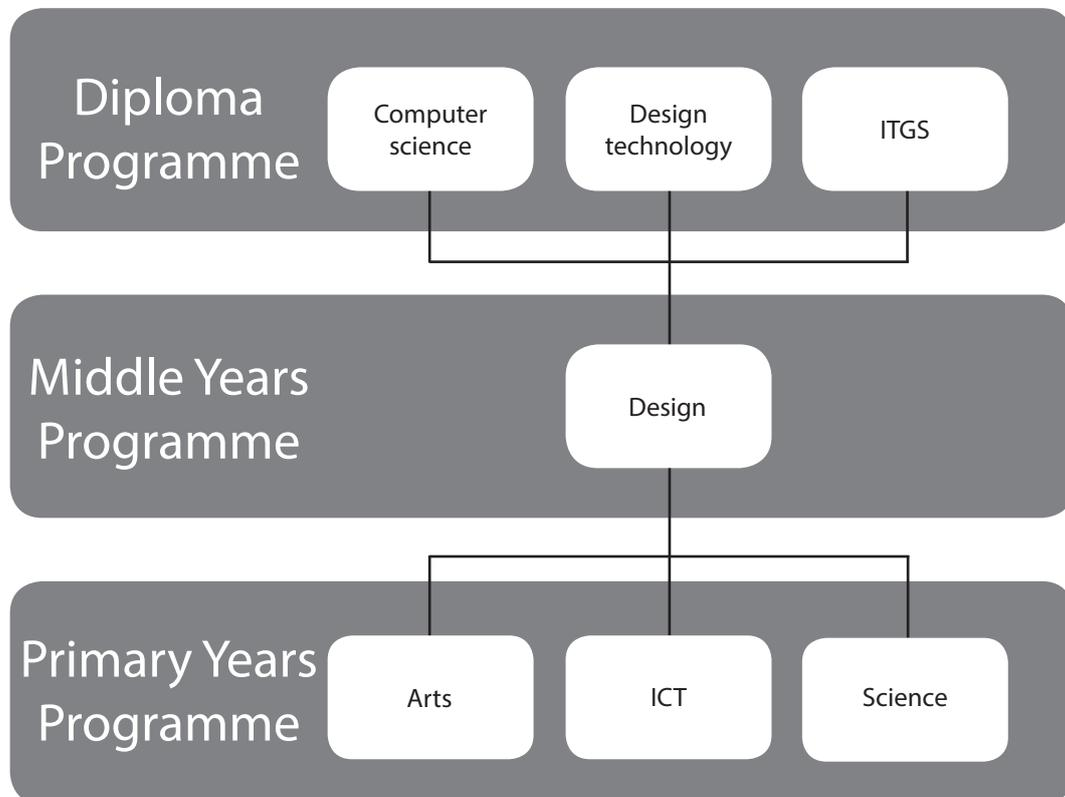 Diploma
Programme
Computer
science
Design
technology
ITGS
Middle Years
Programme
Design
Primary Years
Programme
Arts
ICT
Science